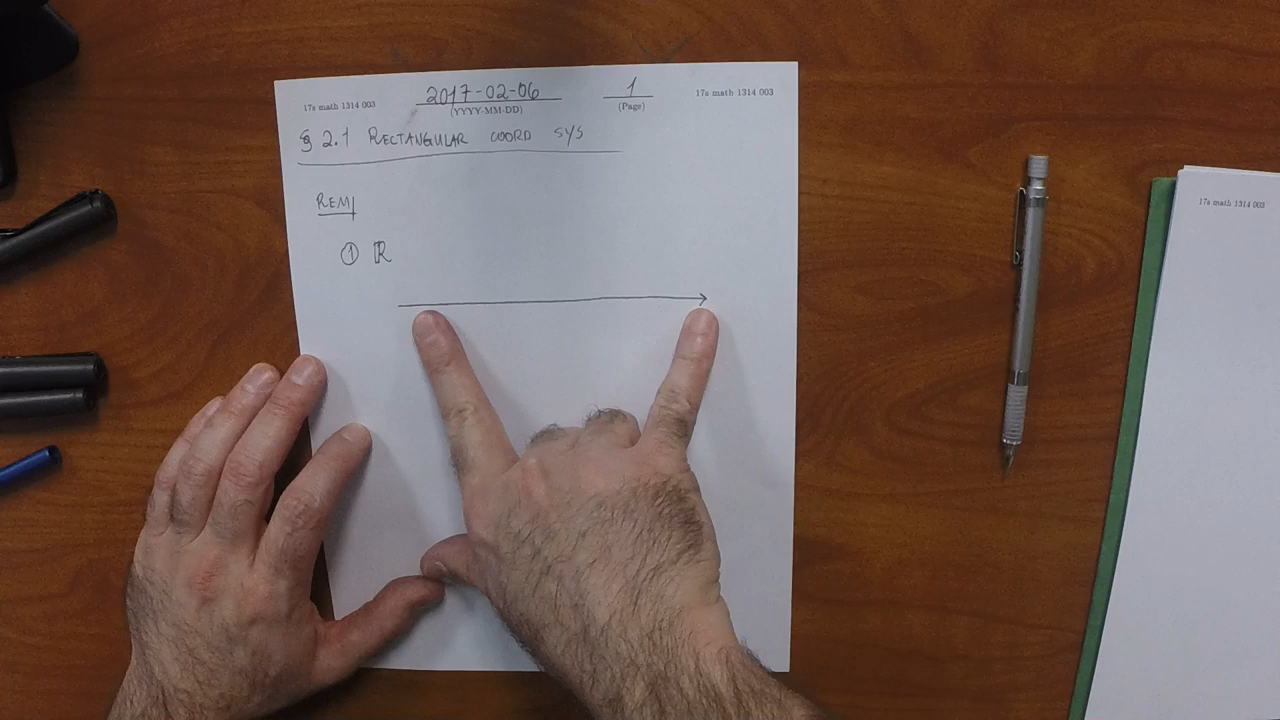 17s math 1314 003 2017-02-06 1 17s math 1314 003
(YYYY-MM-DD) (Page)
§ 2.1 RECTANGULAR COORD SYS
REM
① ℝ
17s math 1314 003